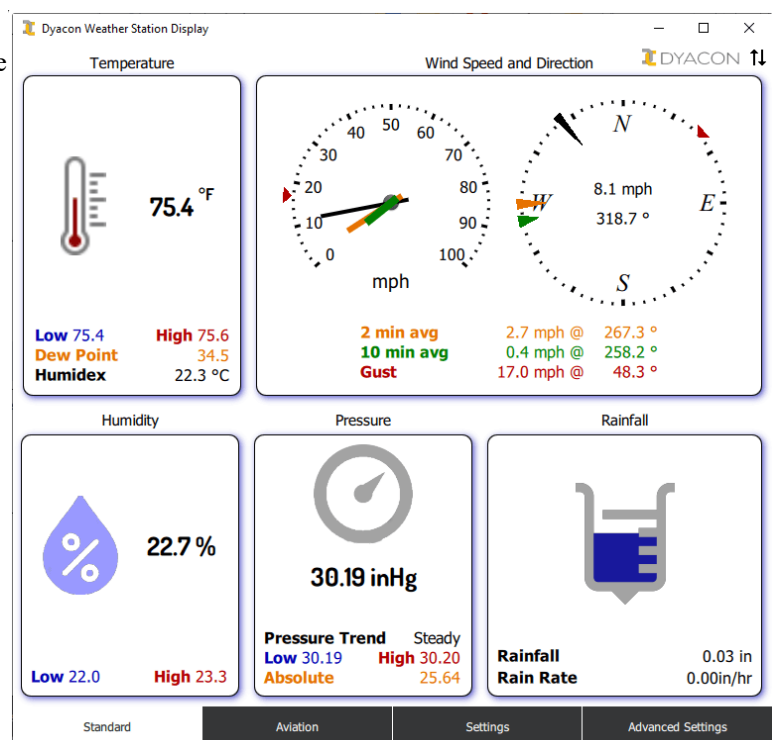 Dyacon Weather Station Display
e
Temperature
Wind Speed and Direction
DYACON
75.4 °F
Low 75.4 High 75.6
Dew Point 34.5
Humidex 22.3 °C
0 10 20 30 40 50 60 70 80 90 100
mph
N
W E
S
8.1 mph
318.7 °
2 min avg 2.7 mph @ 267.3 °
10 min avg 0.4 mph @ 258.2 °
Gust 17.0 mph @ 48.3 °
Humidity
Pressure
Rainfall
%
22.7 %
Low 22.0 High 23.3
30.19 inHg
Pressure Trend Steady
Low 30.19 High 30.20
Absolute 25.64
Rainfall 0.03 in
Rain Rate 0.00in/hr
Standard Aviation Settings Advanced Settings